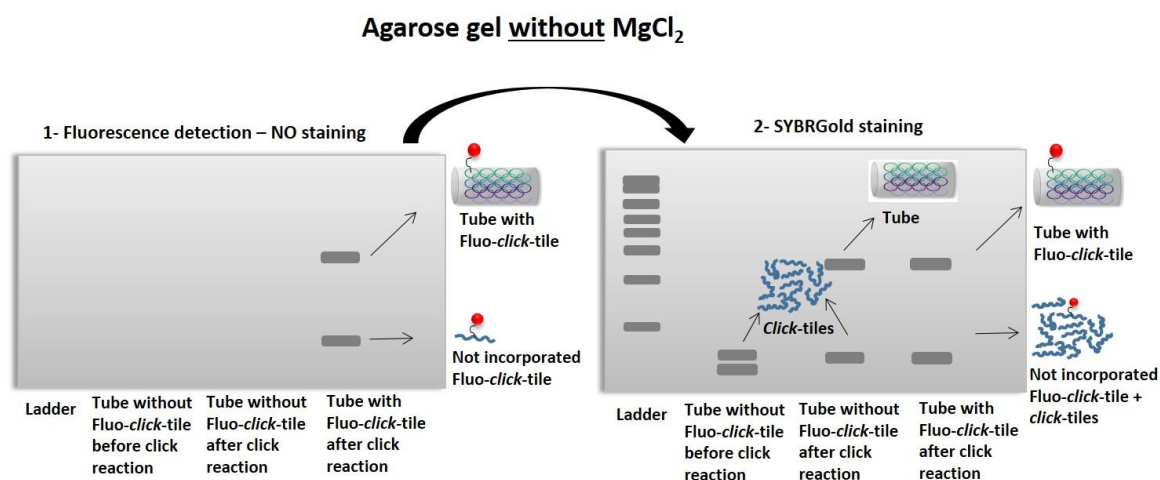 Agarose gel without MgCl2
1- Fluorescence detection – NO staining
Tube with
Fluo-click-tile
Not incorporated
Fluo-click-tile
Ladder
Tube without
Fluo-click-tile
before click
reaction
Tube without
Fluo-click-tile
after click
reaction
Tube with
Fluo-click-tile
after click
reaction
2- SYBRGold staining
Tube
Tube with
Fluo-click-tile
Click-tiles
Not incorporated
Fluo-click-tile +
click-tiles
Ladder
Tube without
Fluo-click-tile
before click
reaction
Tube without
Fluo-click-tile
after click
reaction
Tube with
Fluo-click-tile
after click
reaction